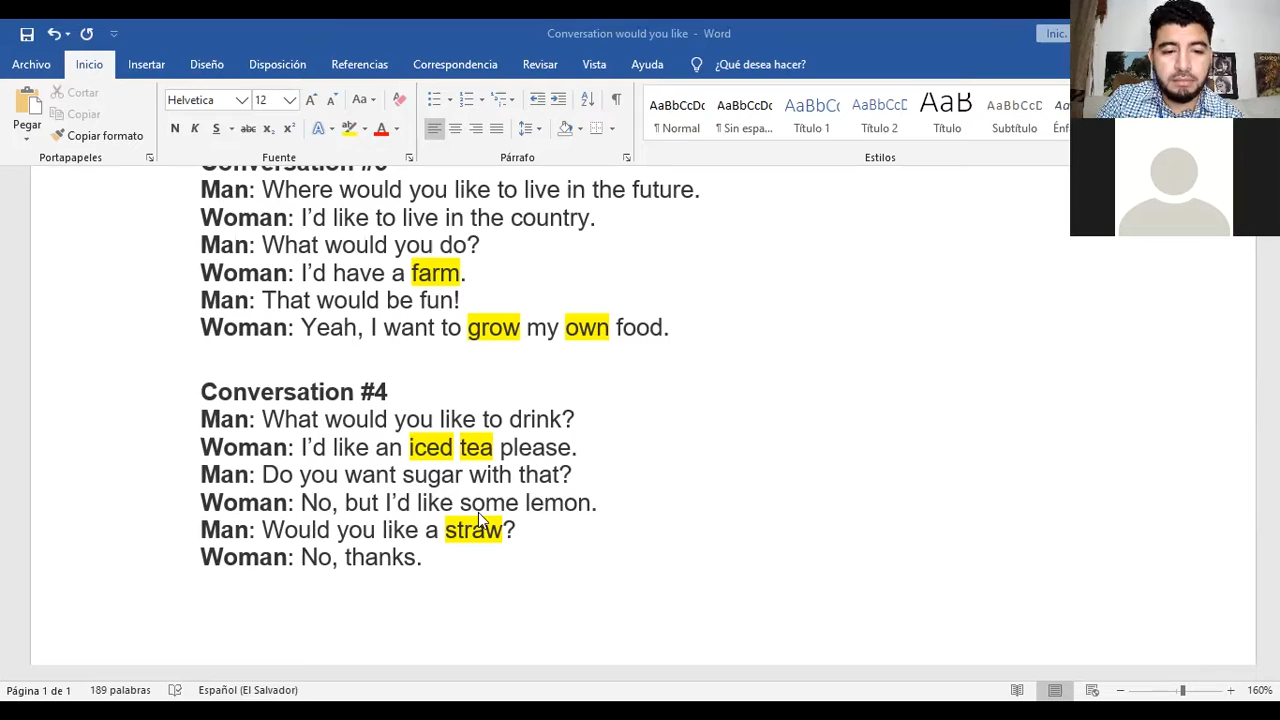 Conversation would you like - Word
Inic.
Archivo Inicio Insertar Diseño Disposición Referencias Correspondencia Revisar Vista Ayuda ¿Qué desea hacer?
Pegar
Cortar
Copiar
Copiar formato
Portapapeles
Helvetica 12
Fuente
Párrafo
AaBbCcDc AaBbCcDc AaBbCc AaBbCcD AaB AaBbCcD
¶ Normal ¶ Sin espa... Título 1 Título 2 Título Subtítulo Énf
Estilos
Man: Where would you like to live in the future.
Woman: I’d like to live in the country.
Man: What would you do?
Woman: I’d have a farm.
Man: That would be fun!
Woman: Yeah, I want to grow my own food.
Conversation #4
Man: What would you like to drink?
Woman: I’d like an iced tea please.
Man: Do you want sugar with that?
Woman: No, but I’d like some lemon.
Man: Would you like a straw?
Woman: No, thanks.
Página 1 de 1 189 palabras Español (El Salvador) 160%